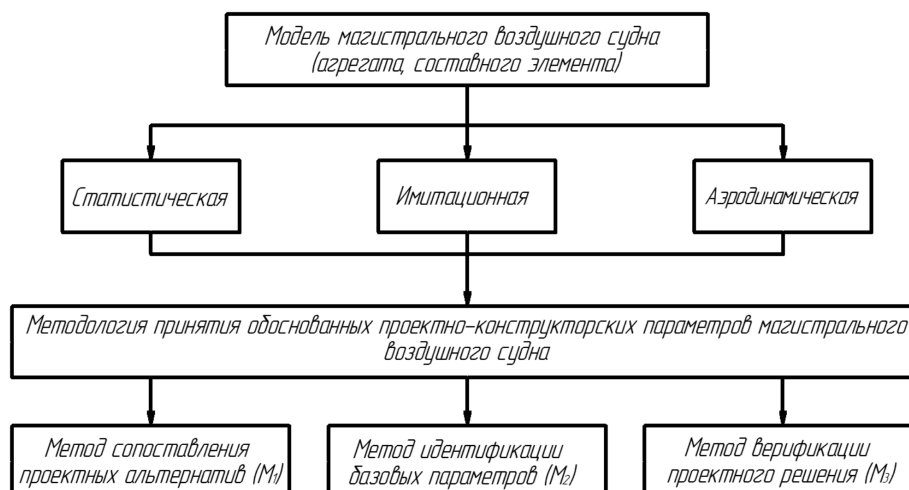 Модель магистрального воздушного судна
(агрегата, составного элемента)
Статистическая
Имитационная
Аэродинамическая
Методология принятия обоснованных проектно-конструкторских параметров магистрального
воздушного судна
Метод сопоставления
проектных альтернатив (М₁)
Метод идентификации
базовых параметров (М₂)
Метод верификации
проектного решения (М₃)